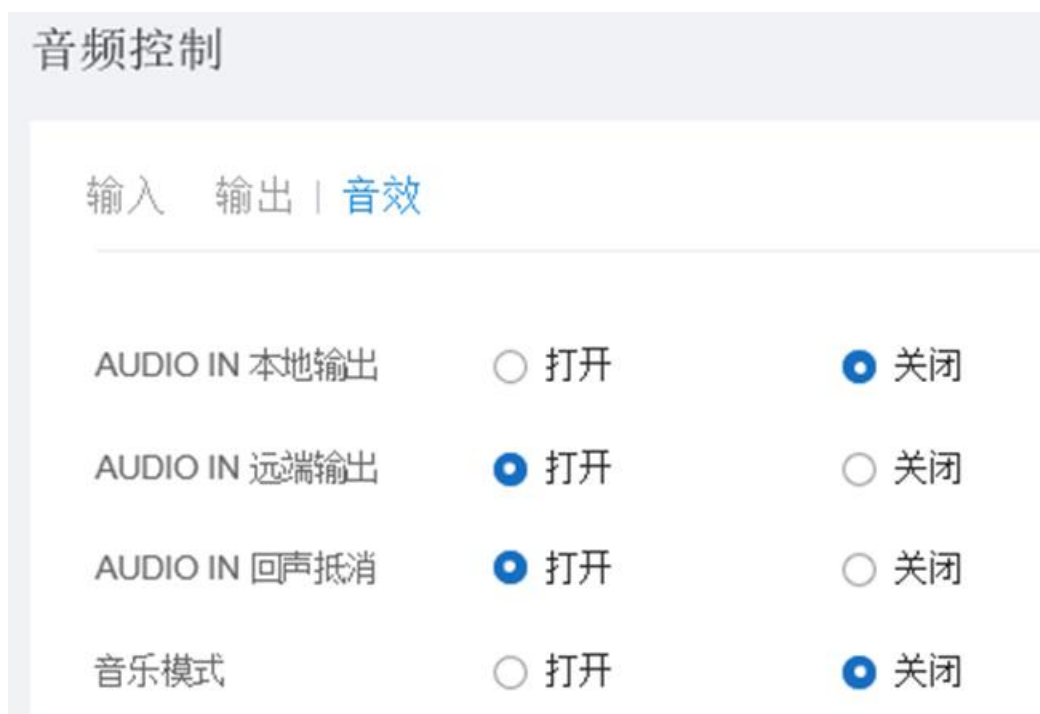 音频控制
输入 输出 | 音效
AUDIO IN 本地输出 打开 关闭
AUDIO IN 远端输出 打开 关闭
AUDIO IN 回声抵消 打开 关闭
音乐模式 打开 关闭